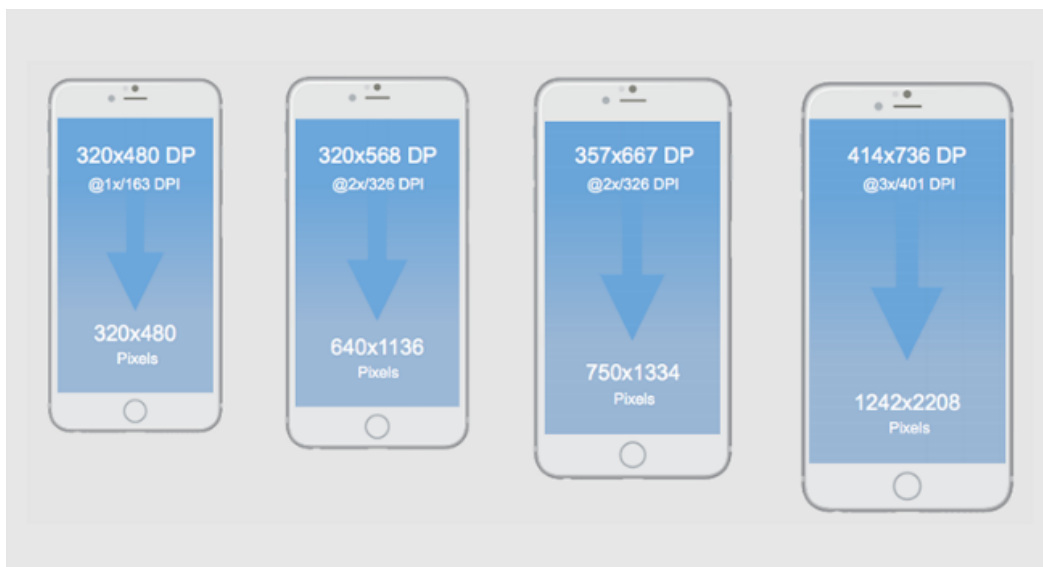 320x480 DP
@1x/163 DPI
320x480
Pixels
320x568 DP
@2x/326 DPI
640x1136
Pixels
357x667 DP
@2x/326 DPI
750x1334
Pixels
414x736 DP
@3x/401 DPI
1242x2208
Pixels